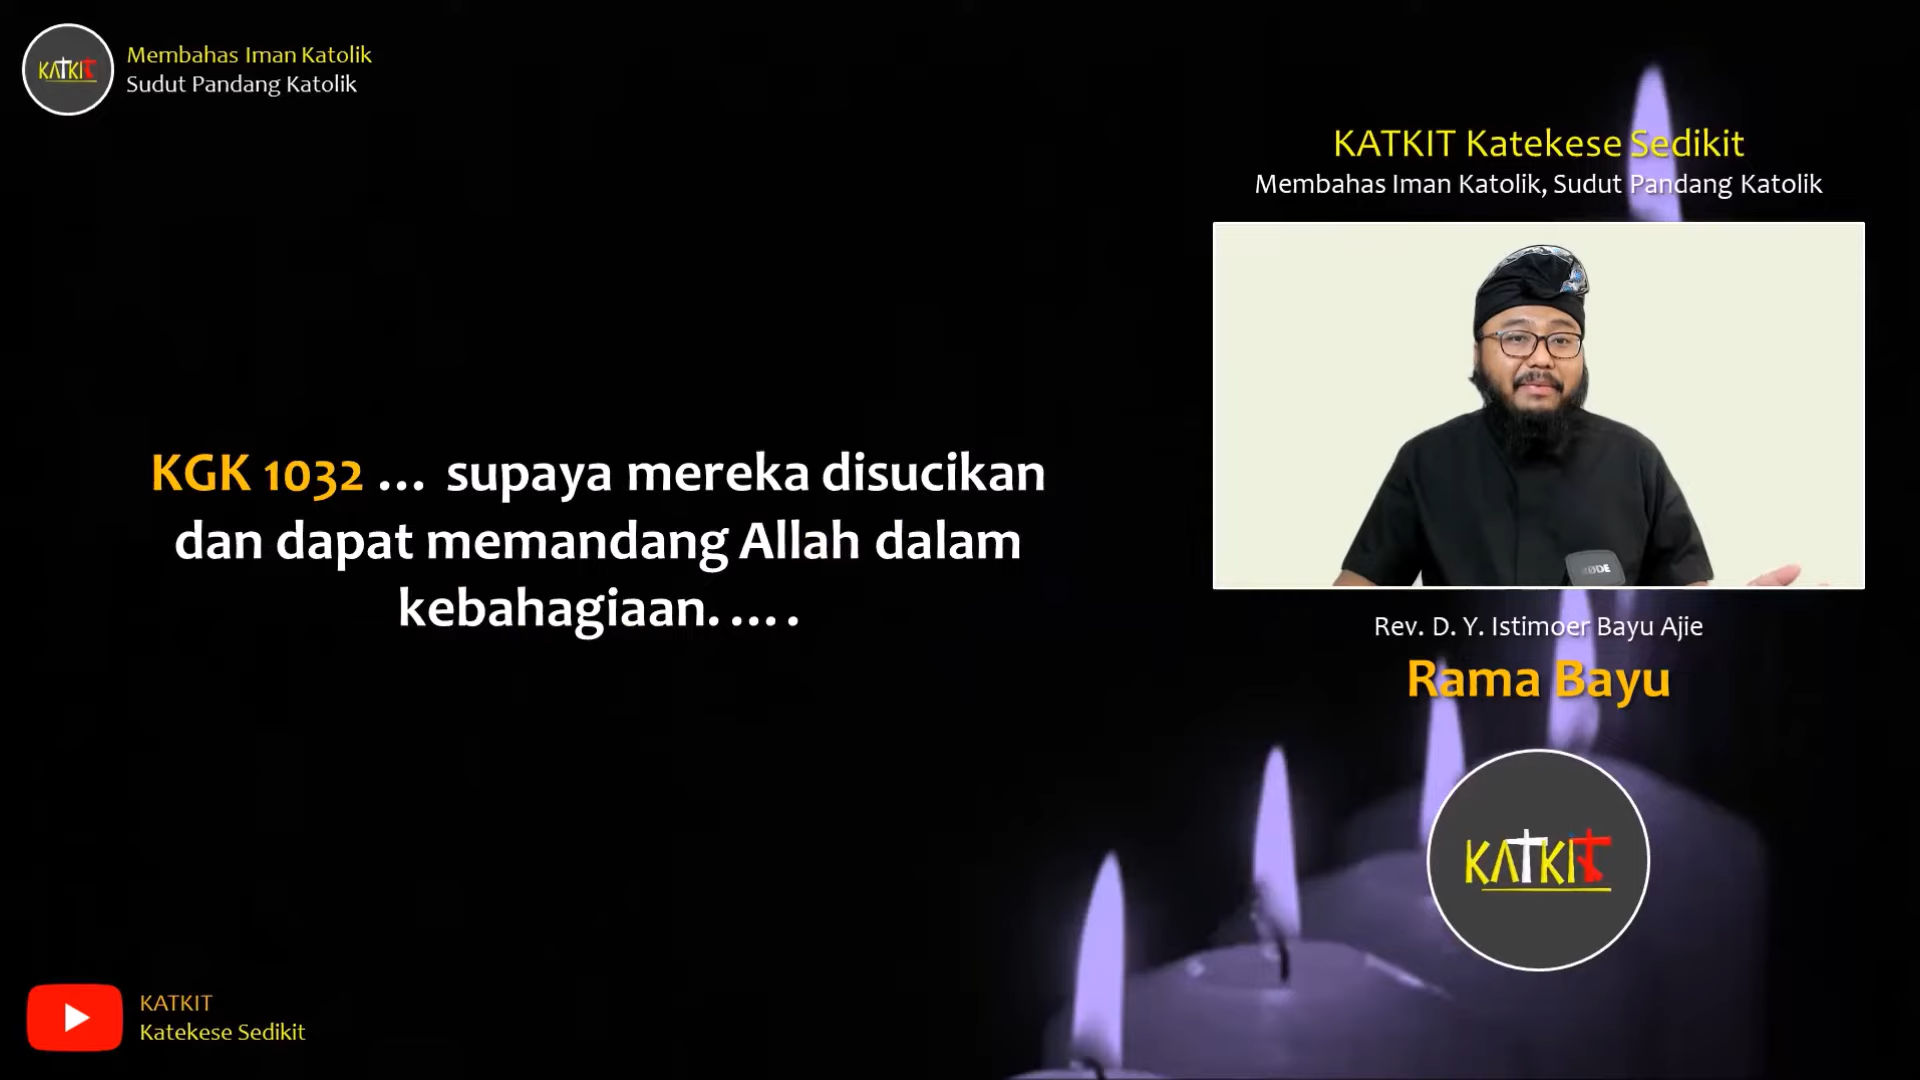 KATKIT
Membahas Iman Katolik
Sudut Pandang Katolik
KATKIT Katekese Sedikit
Membahas Iman Katolik, Sudut Pandang Katolik
KGK 1032 ... supaya mereka disucikan
dan dapat memandang Allah dalam
kebahagiaan. ... .
RØDE
Rev. D. Y. Istimoer Bayu Ajie
Rama Bayu
KATKIT
KATKIT
Katekese Sedikit